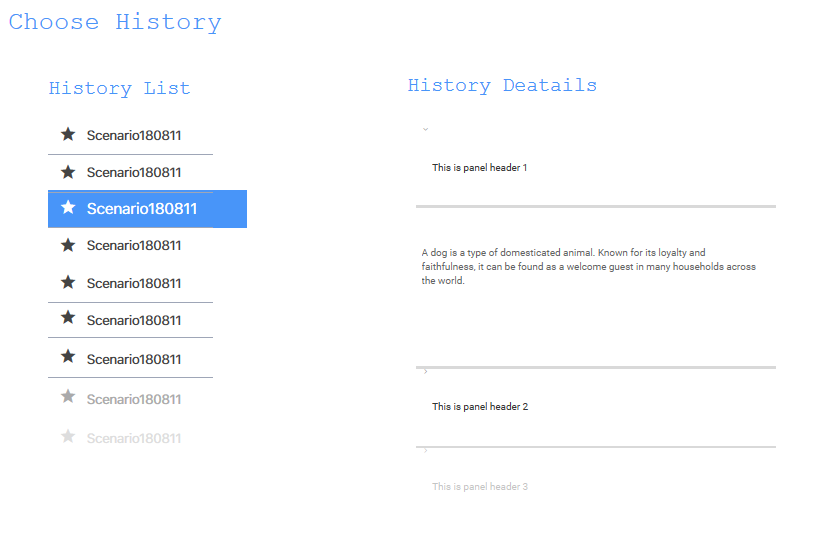 Choose History
History List
Scenario180811
Scenario180811
Scenario180811
Scenario180811
Scenario180811
Scenario180811
Scenario180811
Scenario180811
Scenario180811
History Deatails
This is panel header 1
A dog is a type of domesticated animal. Known for its loyalty and
faithfulness, it can be found as a welcome guest in many households across
the world.
This is panel header 2
This is panel header 3